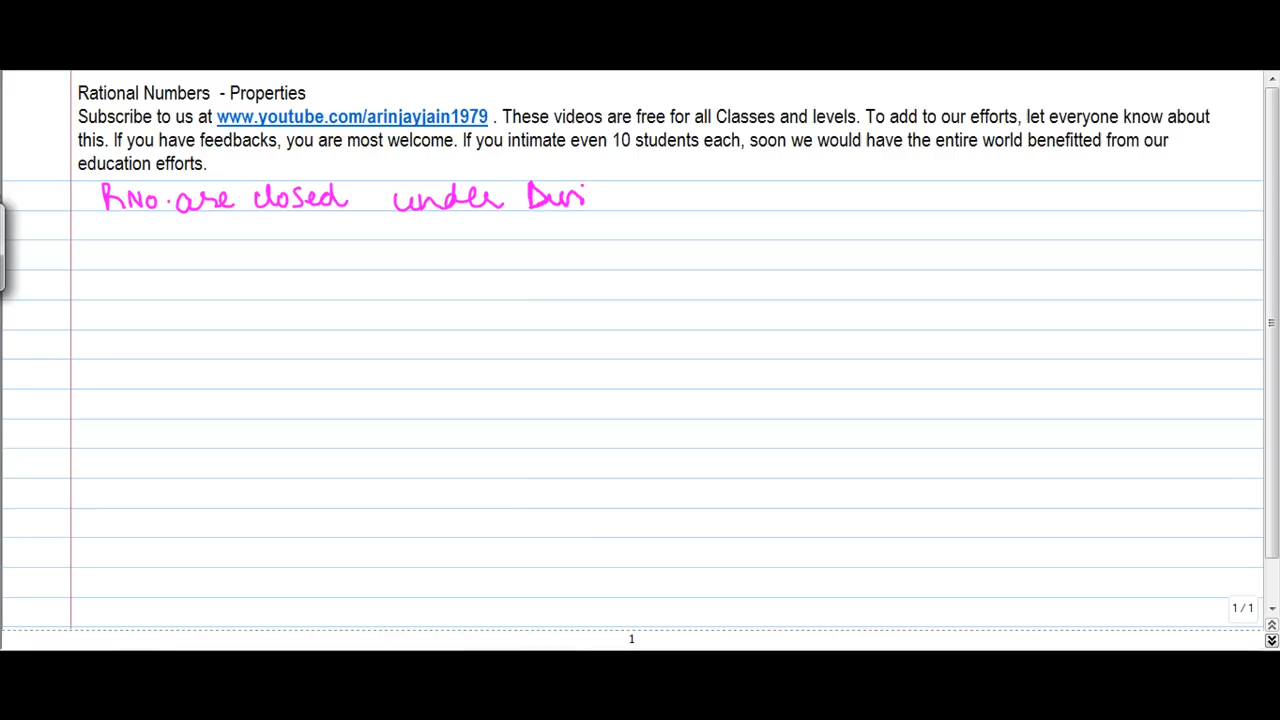 Rational Numbers - Properties
Subscribe to us at www.youtube.com/arinjayjain1979 . These videos are free for all Classes and levels. To add to our efforts, let everyone know about
this. If you have feedbacks, you are most welcome. If you intimate even 10 students each, soon we would have the entire world benefitted from our
education efforts.
RNo. are closed under Divi
1 / 1
1